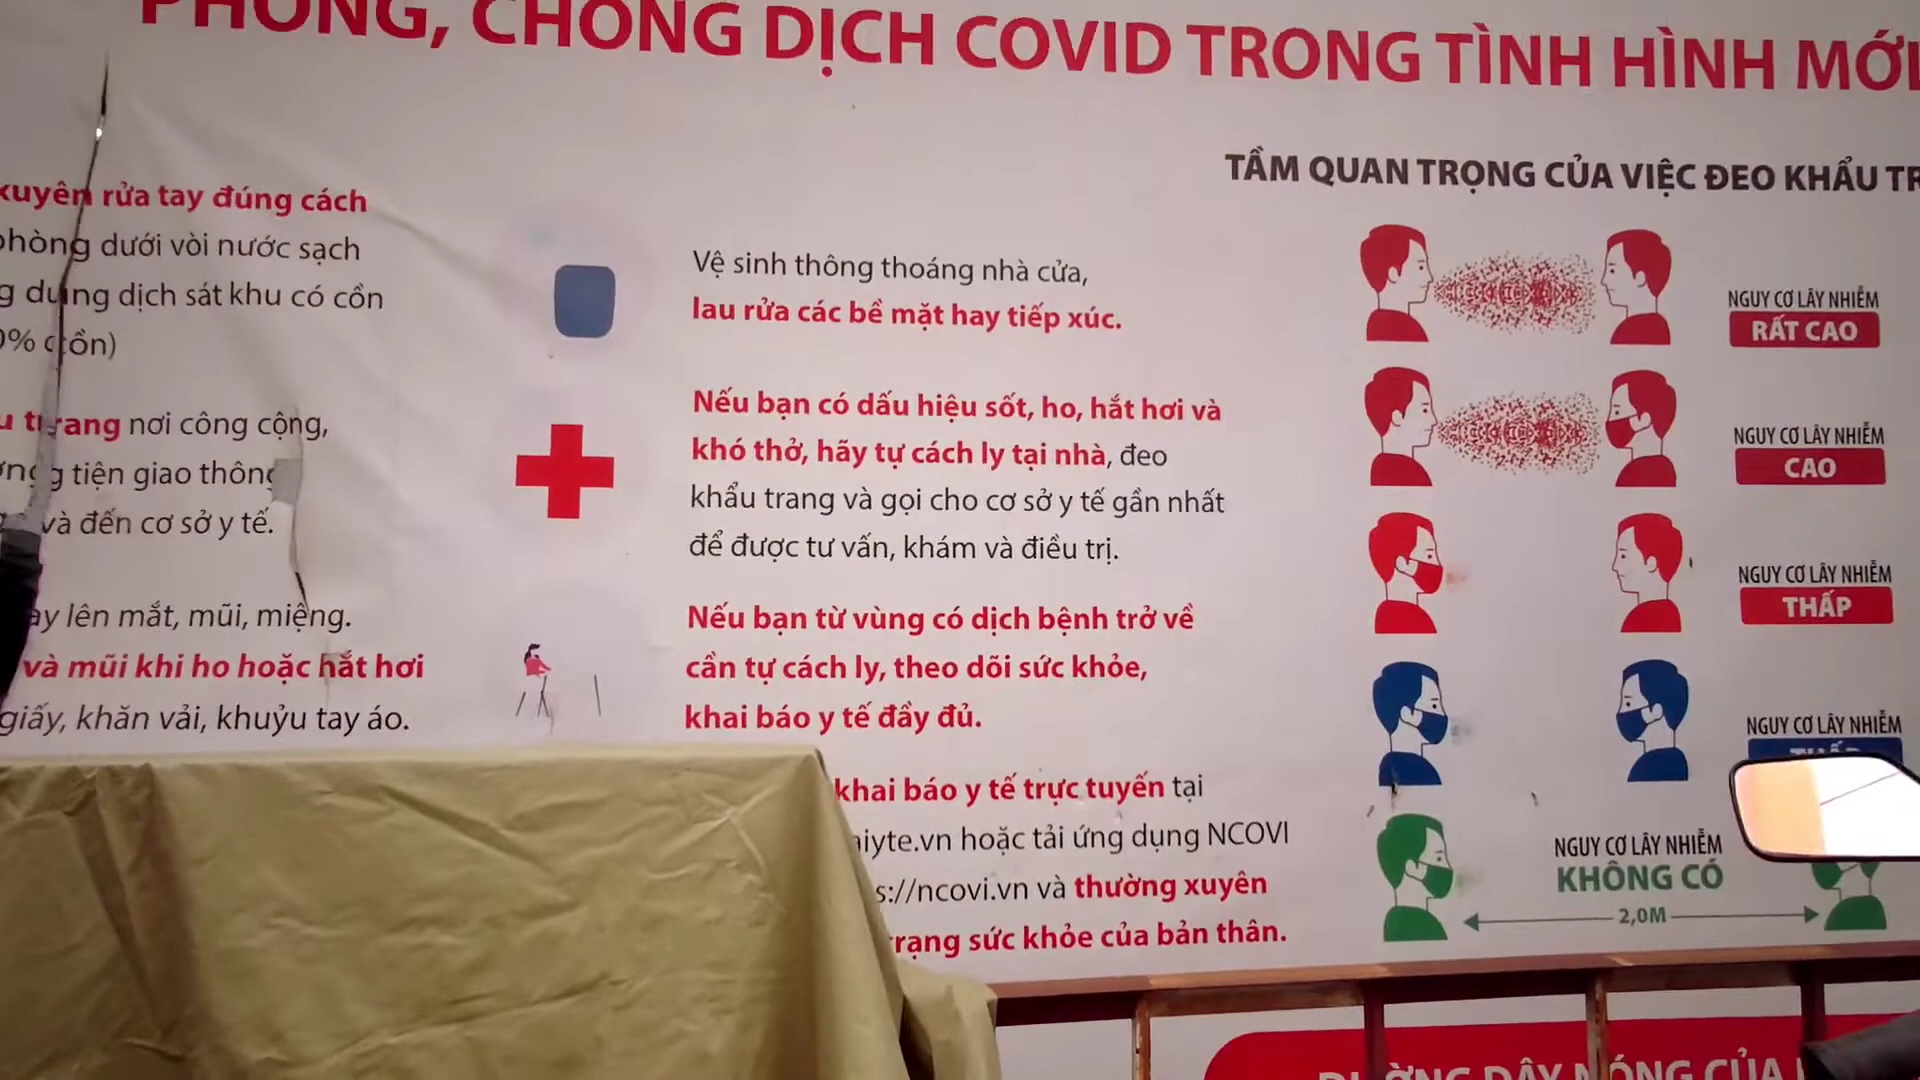 PHÒNG, CHỐNG DỊCH COVID TRONG TÌNH HÌNH MỚI
xuyên rửa tay đúng cách
phòng dưới vòi nước sạch
dung dịch sát khu có cồn
cồn)
trang nơi công cộng,
tiện giao thông
và đến cơ sở y tế.
lên mắt, mũi, miệng.
và mũi khi ho hoặc hắt hơi
giấy, khăn vải, khuỷu tay áo.
Vệ sinh thông thoáng nhà cửa,
lau rửa các bề mặt hay tiếp xúc.
Nếu bạn có dấu hiệu sốt, ho, hắt hơi và
khó thở, hãy tự cách ly tại nhà, đeo
khẩu trang và gọi cho cơ sở y tế gần nhất
để được tư vấn, khám và điều trị.
Nếu bạn từ vùng có dịch bệnh trở về
cần tự cách ly, theo dõi sức khỏe,
khai báo y tế đầy đủ.
khai báo y tế trực tuyến tại
aiyte.vn hoặc tải ứng dụng NCOVI
s://ncovi.vn và thường xuyên
trạng sức khỏe của bản thân.
TẦM QUAN TRỌNG CỦA VIỆC ĐEO KHẨU
NGUY CƠ LÂY NHIỄM
RẤT CAO
NGUY CƠ LÂY NHIỄM
CAO
NGUY CƠ LÂY NHIỄM
THẤP
NGUY CƠ LÂY NHIỄM
NGUY CƠ LÂY NHIỄM
KHÔNG CÓ
2,0M
ĐƯỜNG DÂY NÓNG CỦA